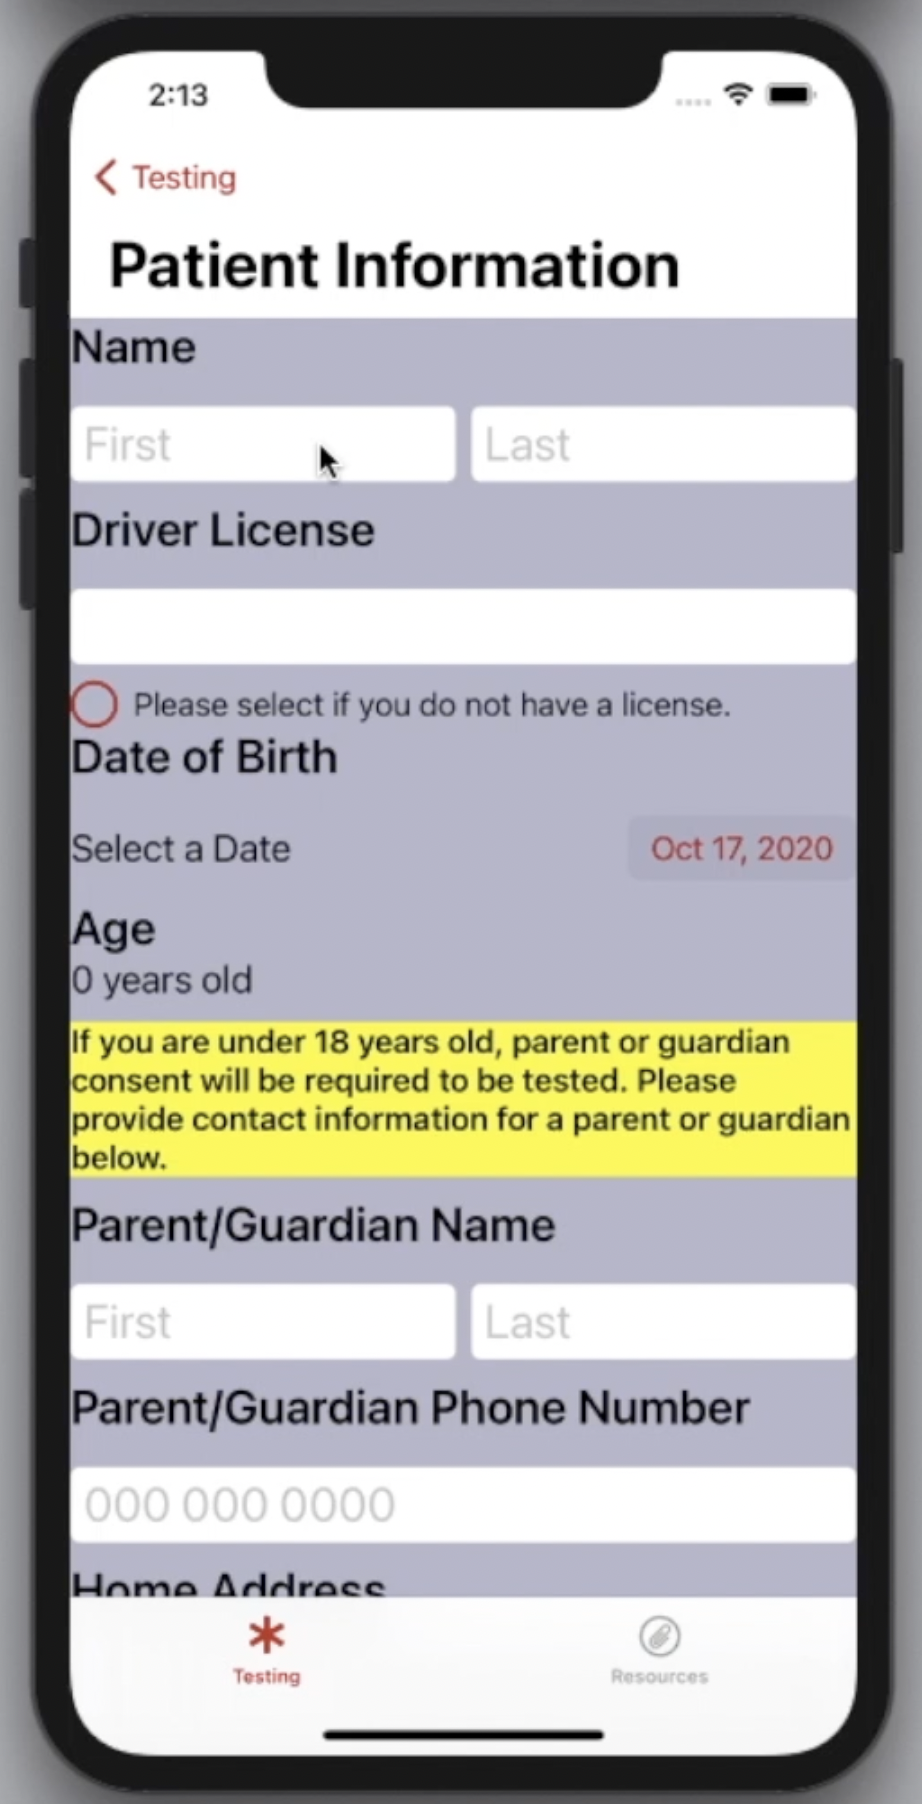 2:13
Testing
Patient Information
Name
First Last
Driver License
Please select if you do not have a license.
Date of Birth
Select a Date Oct 17, 2020
Age
0 years old
If you are under 18 years old, parent or guardian
consent will be required to be tested. Please
provide contact information for a parent or guardian
below.
Parent/Guardian Name
First Last
Parent/Guardian Phone Number
000 000 0000
Home Address
Testing Resources